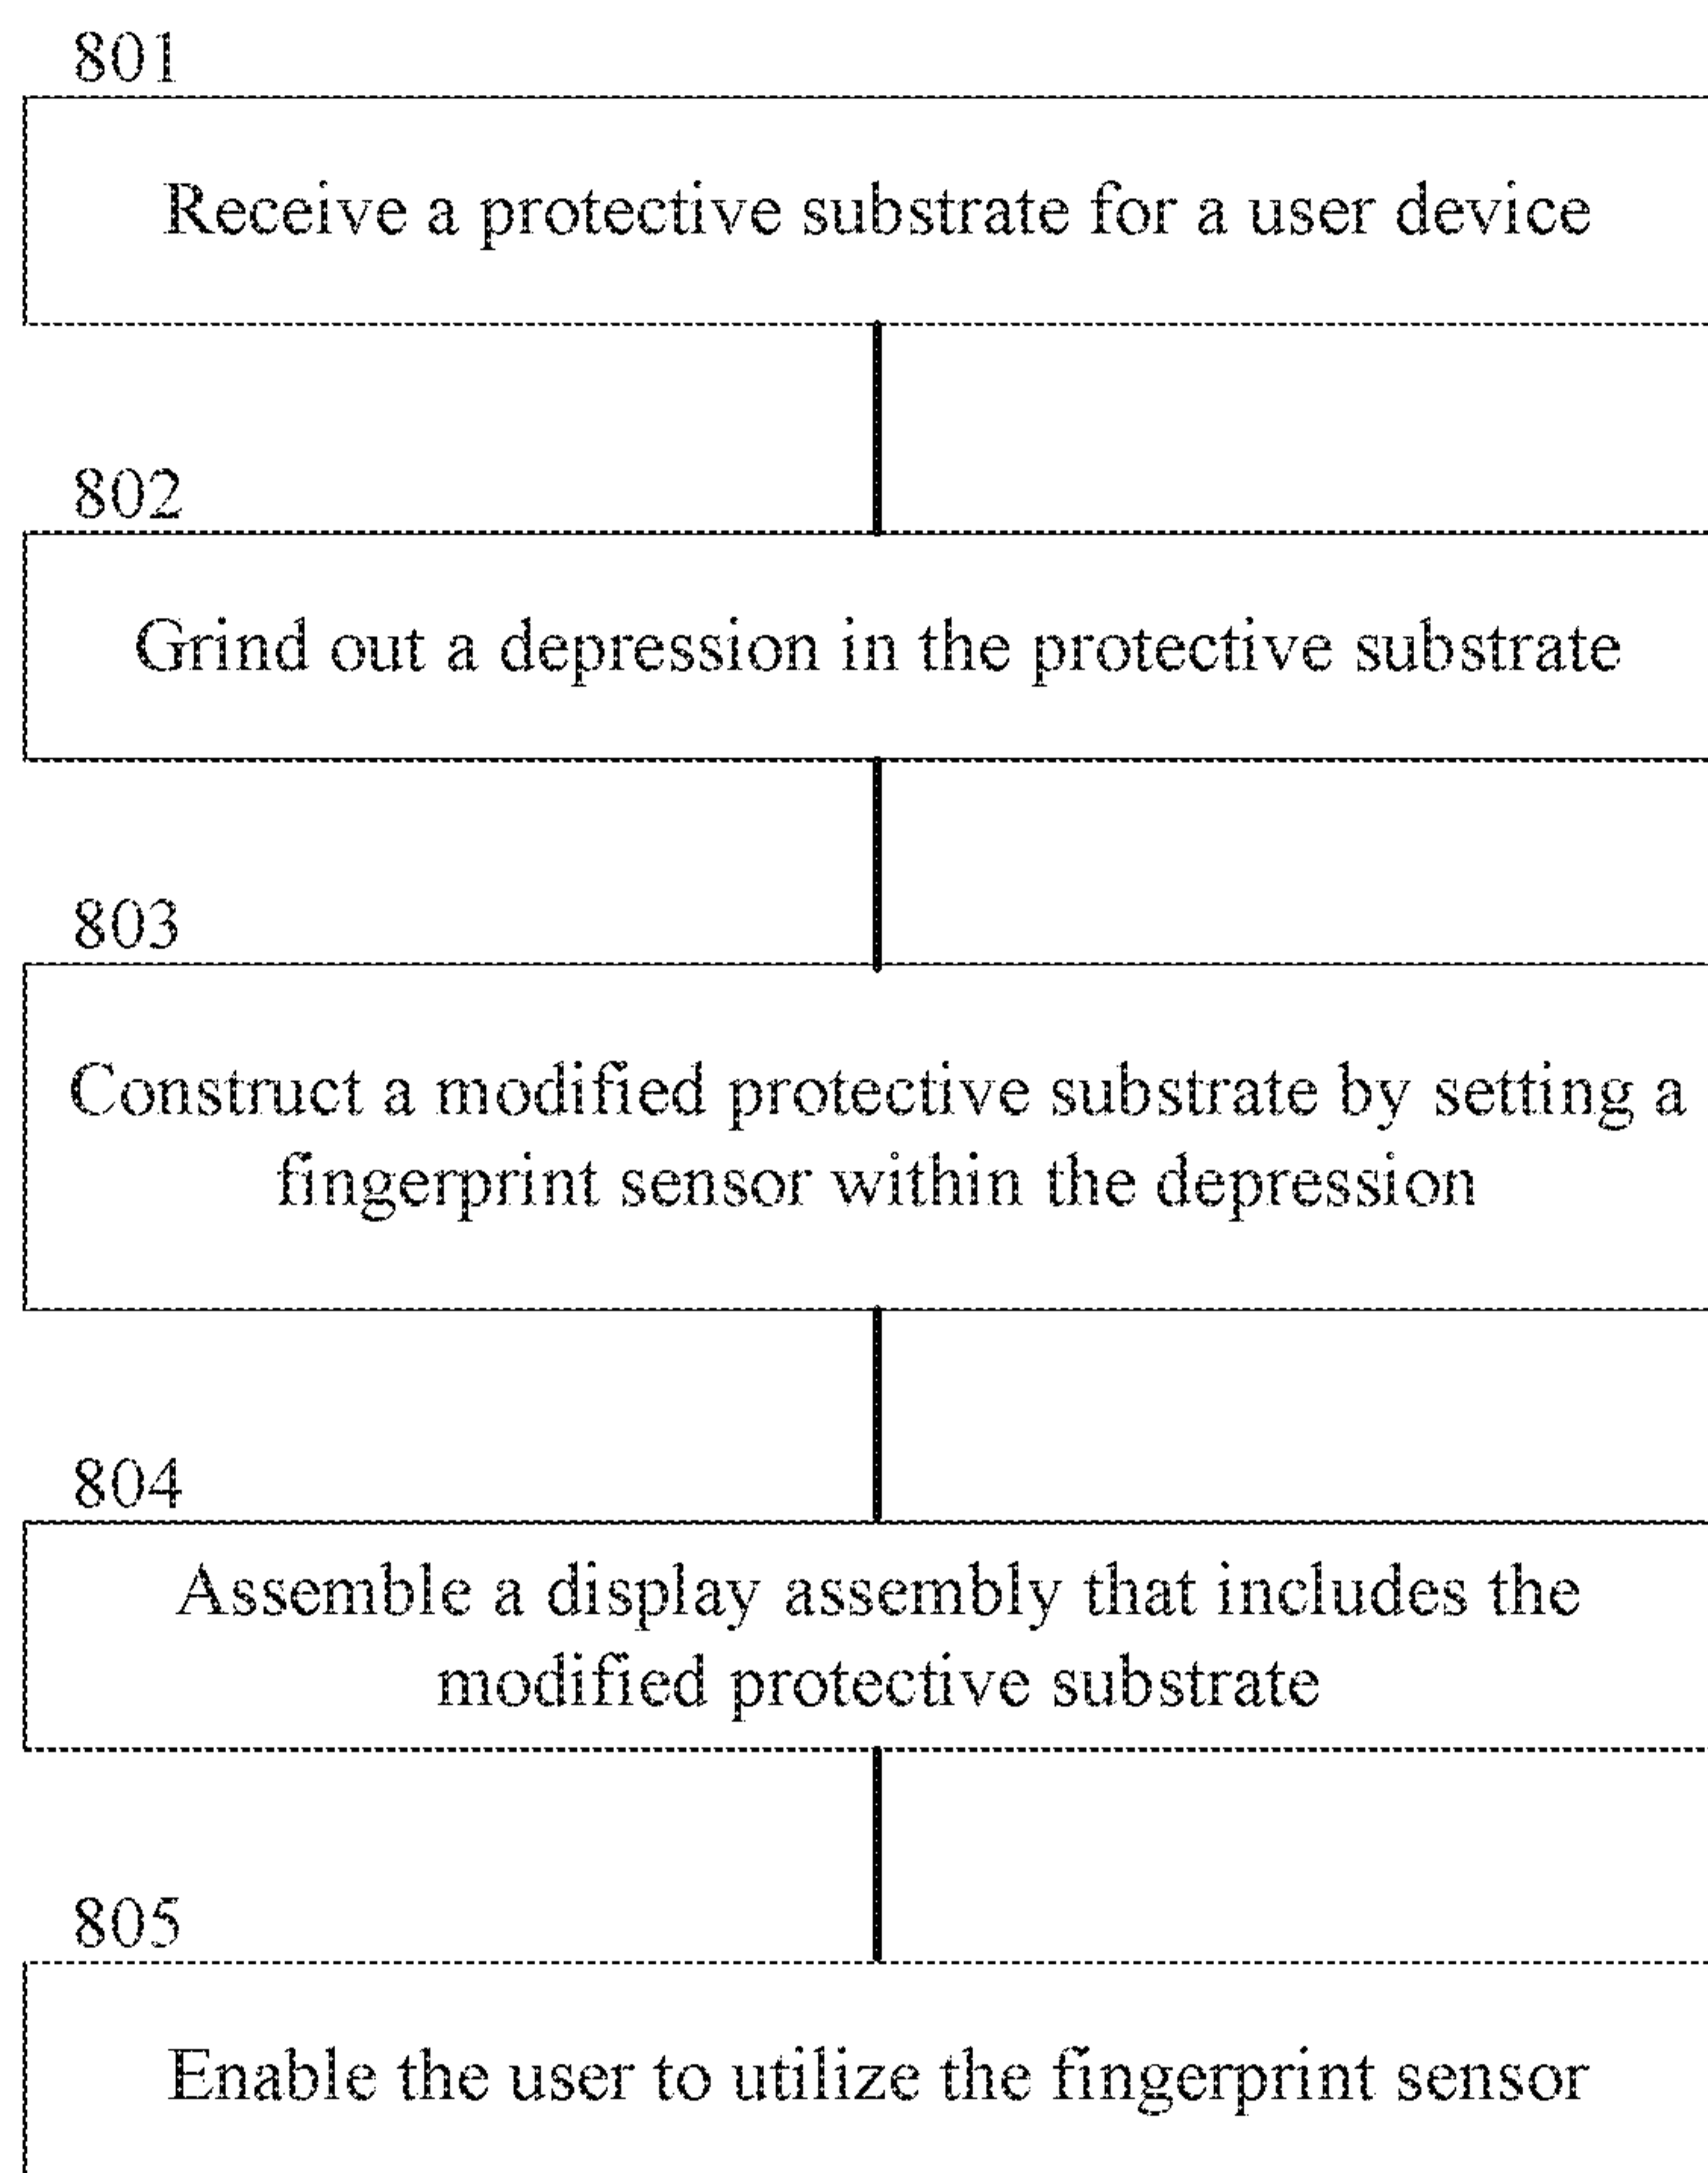 801
Receive a protective substrate for a user device
802
Grind out a depression in the protective substrate
803
Construct a modified protective substrate by setting a
fingerprint sensor within the depression
804
Assemble a display assembly that includes the
modified protective substrate
805
Enable the user to utilize the fingerprint sensor